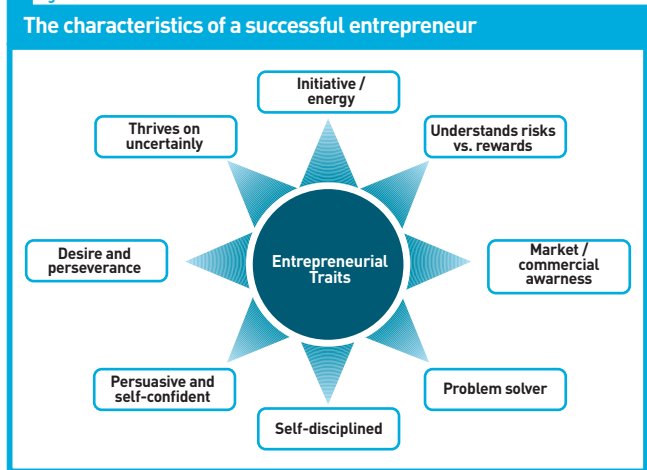 The characteristics of a successful entrepreneur
Initiative /
energy
Thrives on
uncertainly
Understands risks
vs. rewards
Desire and
perseverance
Entrepreneurial
Traits
Market /
commercial
awarness
Persuasive and
self-confident
Problem solver
Self-disciplined